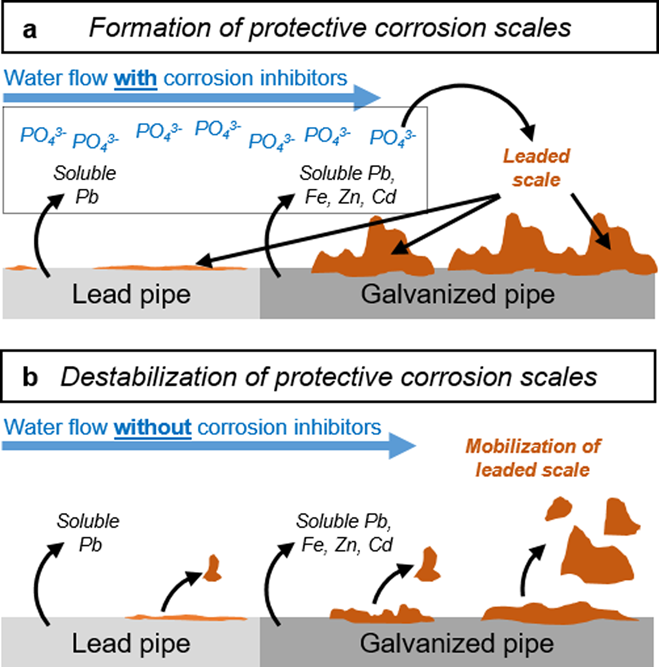 a Formation of protective corrosion scales
Water flow with corrosion inhibitors
PO₄³⁻ PO₄³⁻ PO₄³⁻ PO₄³⁻ PO₄³⁻ PO₄³⁻ PO₄³⁻
Soluble
Pb
Soluble Pb,
Fe, Zn, Cd
Leaded
scale
Lead pipe
Galvanized pipe
b Destabilization of protective corrosion scales
Water flow without corrosion inhibitors
Mobilization of
leaded scale
Soluble
Pb
Soluble Pb,
Fe, Zn, Cd
Lead pipe
Galvanized pipe